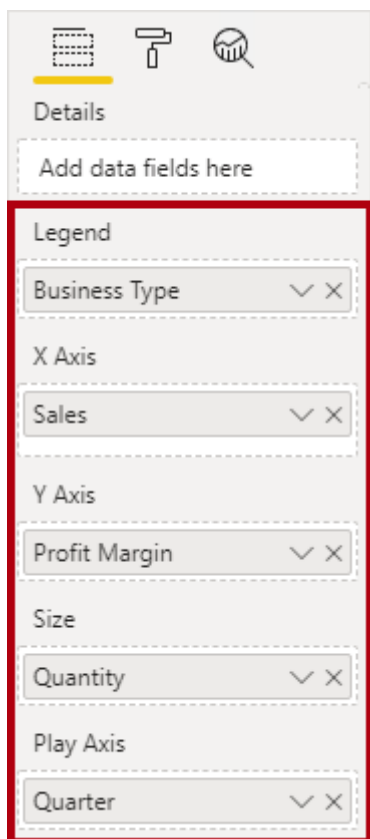 Details
Add data fields here
Legend
Business Type
X Axis
Sales
Y Axis
Profit Margin
Size
Quantity
Play Axis
Quarter